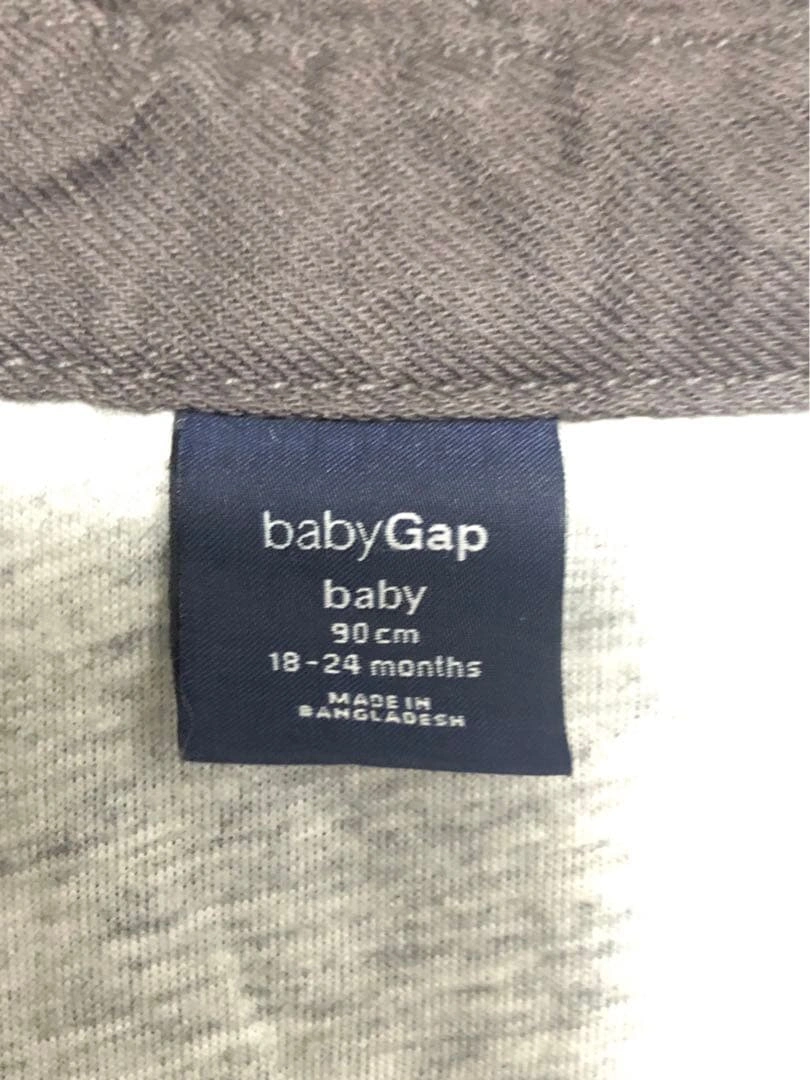 babyGap
baby
90cm
18-24 months
MADE IN
BANGLADESH